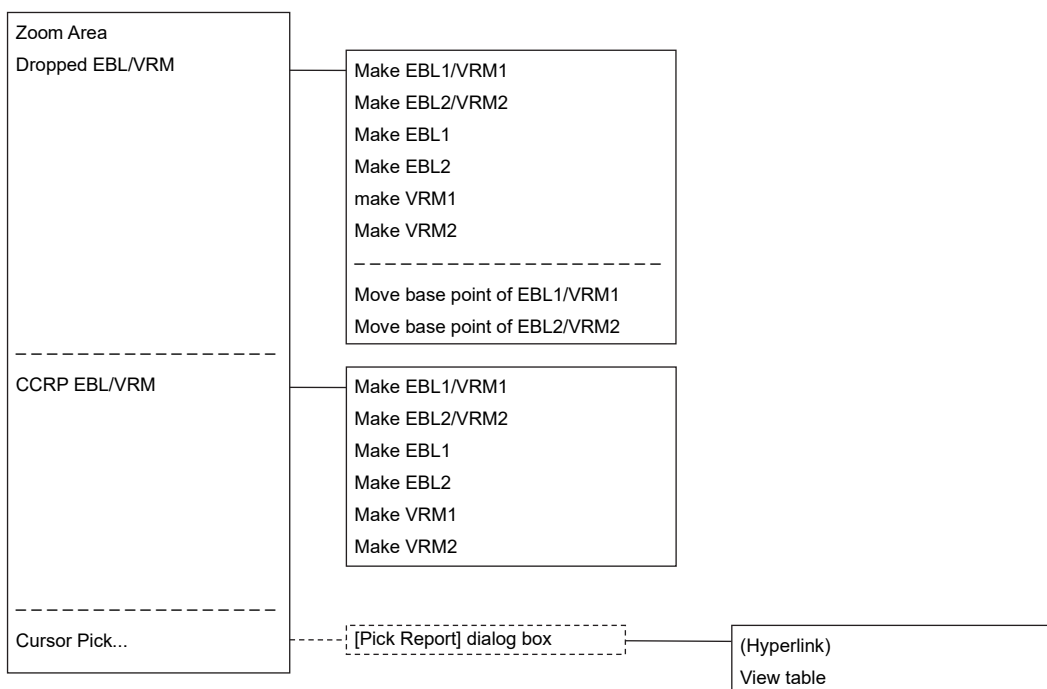 Zoom Area
Dropped EBL/VRM
Make EBL1/VRM1
Make EBL2/VRM2
Make EBL1
Make EBL2
make VRM1
Make VRM2
Move base point of EBL1/VRM1
Move base point of EBL2/VRM2
CCRP EBL/VRM
Make EBL1/VRM1
Make EBL2/VRM2
Make EBL1
Make EBL2
Make VRM1
Make VRM2
Cursor Pick...
[Pick Report] dialog box
(Hyperlink)
View table